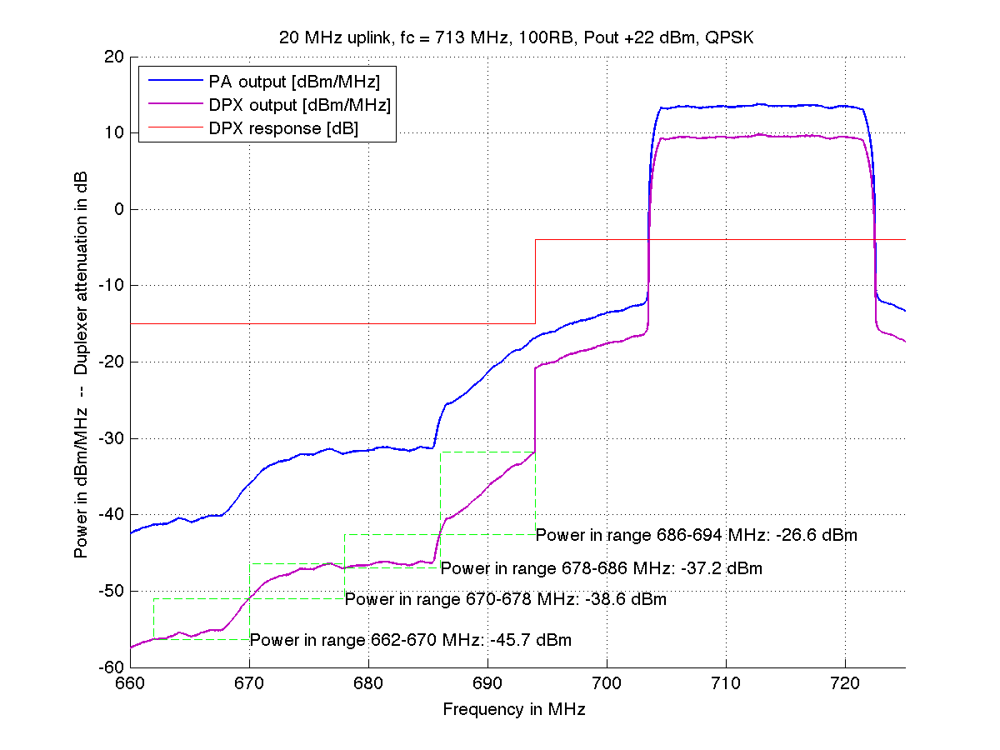 20 MHz uplink, fc = 713 MHz, 100RB, Pout +22 dBm, QPSK
PA output [dBm/MHz]
DPX output [dBm/MHz]
DPX response [dB]
Power in dBm/MHz -- Duplexer attenuation in dB
20
10
0
-10
-20
-30
-40
-50
-60
Power in range 686-694 MHz: -26.6 dBm
Power in range 678-686 MHz: -37.2 dBm
Power in range 670-678 MHz: -38.6 dBm
Power in range 662-670 MHz: -45.7 dBm
660 670 680 690 700 710 720
Frequency in MHz